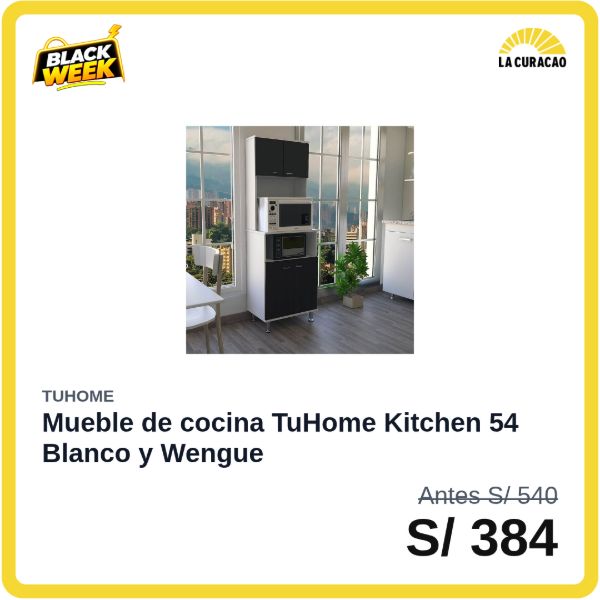 BLACK
WEEK
LA CURACAO
TUHOME
Mueble de cocina TuHome Kitchen 54
Blanco y Wengue
Antes S/ 540
S/ 384